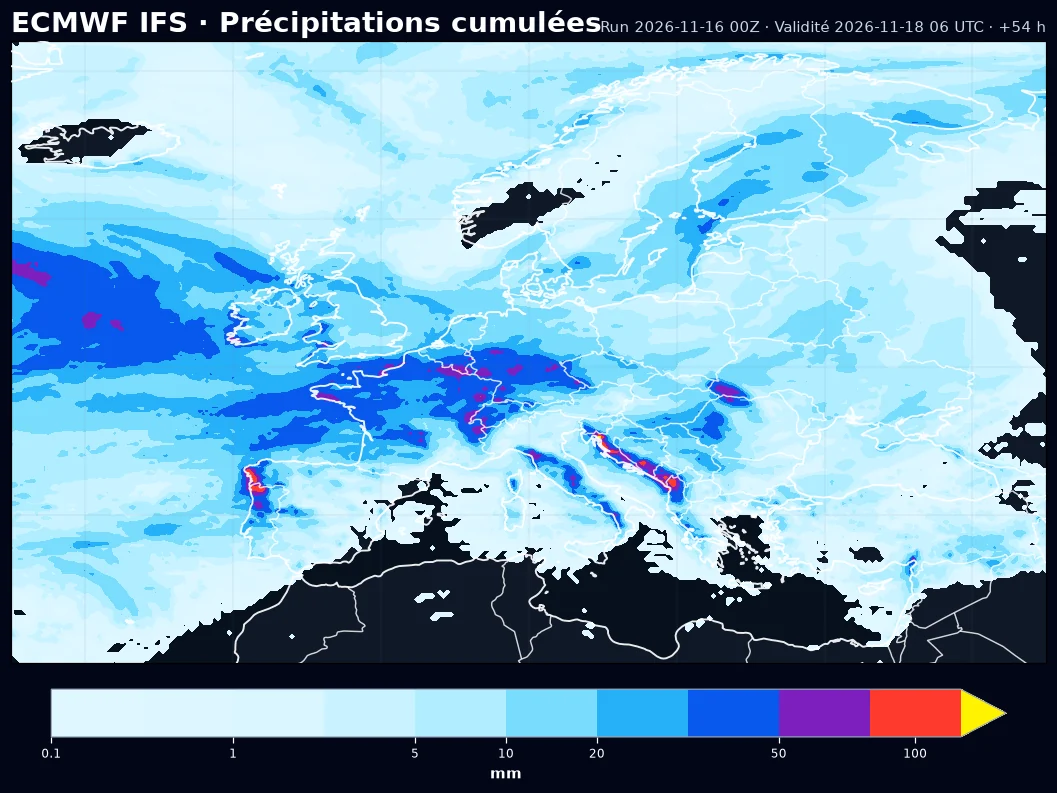 ECMWF IFS · Précipitations cumulées
Run 2026-11-16 00Z · Validité 2026-11-18 06 UTC · +54 h
0.1 1 5 10 20 50 100
mm